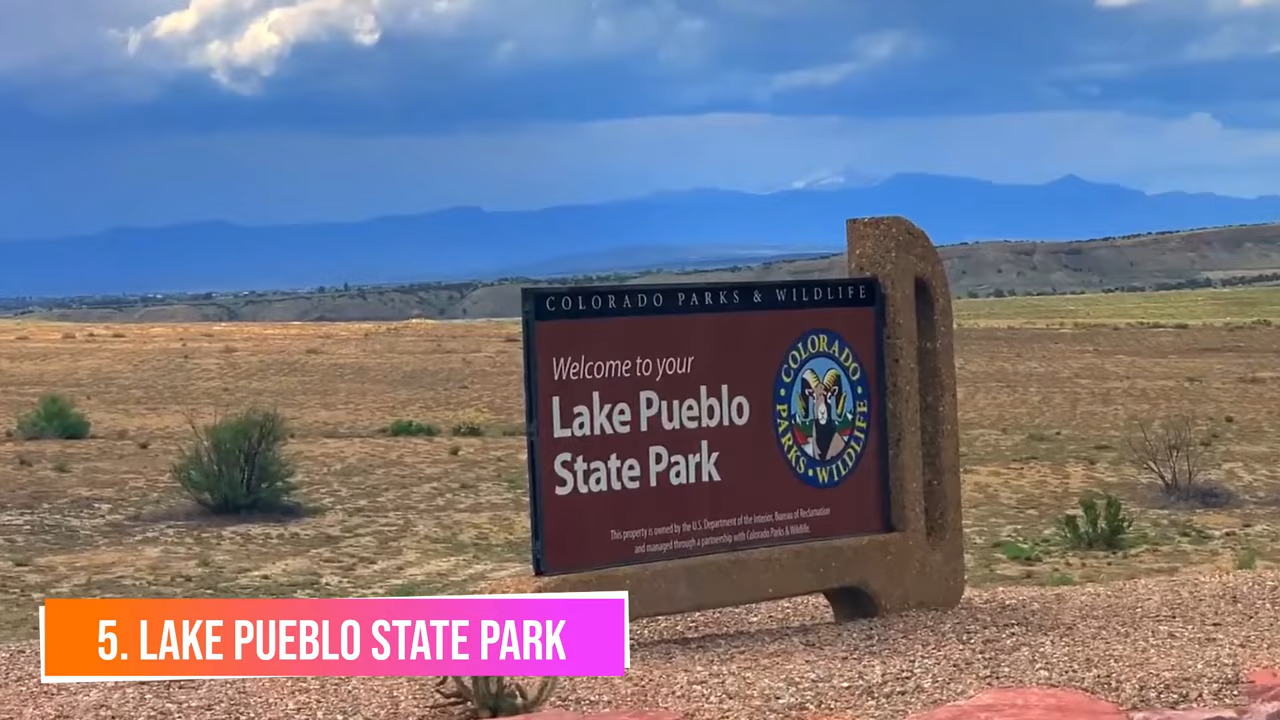 COLORADO PARKS & WILDLIFE
Welcome to your
Lake Pueblo
State Park
COLORADO
PARKS • WILDLIFE
This property is owned by the U.S. Department of the Interior, Bureau of Reclamation
and managed through a partnership with Colorado Parks & Wildlife.
5. LAKE PUEBLO STATE PARK